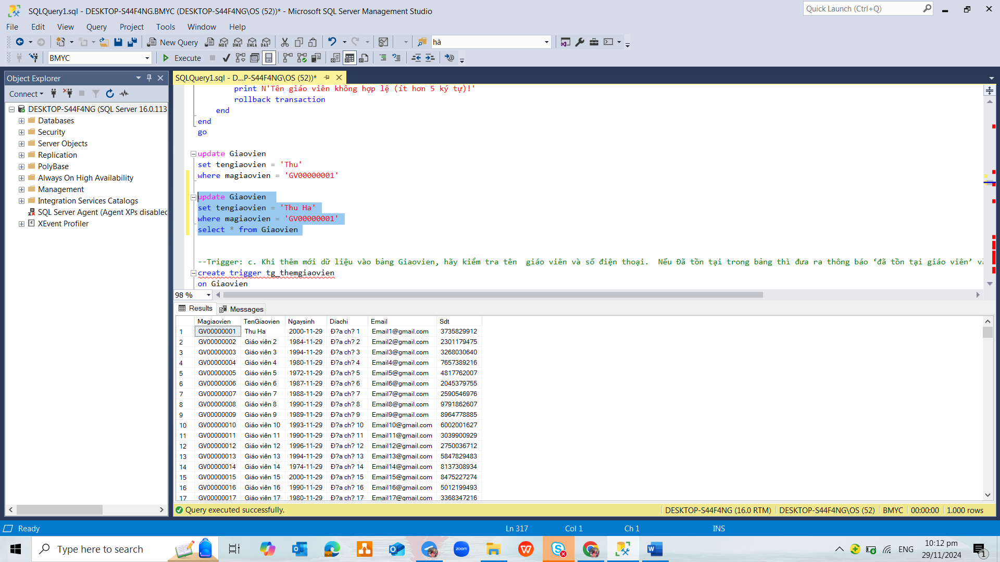 SQLQuery1.sql - DESKTOP-S44F4NG.BMYC (DESKTOP-S44F4NG\OS (52))* - Microsoft SQL Server Management Studio
Quick Launch (Ctrl+Q)
File Edit View Query Project Tools Window Help
New Query
MDX DMX XMLA DAX
hà
BMYC
Execute
Object Explorer
Connect
DESKTOP-S44F4NG (SQL Server 16.0.113
Databases
Security
Server Objects
Replication
PolyBase
Always On High Availability
Management
Integration Services Catalogs
SQL Server Agent (Agent XPs disabled
XEvent Profiler
SQLQuery1.sql - D...P-S44F4NG\OS (52))*
print N'Tên giáo viên không hợp lệ (ít hơn 5 ký tự)!'
rollback transaction
end
end
go
update Giaovien
set tengiaovien = 'Thu'
where magiaovien = 'GV00000001'
update Giaovien
set tengiaovien = 'Thu Ha'
where magiaovien = 'GV00000001'
select * from Giaovien
--Trigger: c. Khi thêm mới dữ liệu vào bảng Giaovien, hãy kiểm tra tên  giáo viên và số điện thoại.  Nếu Đã tồn tại trong bảng thì đưa ra thông báo ‘đã tồn tại giáo viên’ và
create trigger tg_themgiaovien
on Giaovien
98 %
Results Messages
Magiaovien TenGiaovien Ngaysinh Diachi Email Sdt
1 GV00000001 Thu Ha 2000-11-29 Đ?a ch? 1 Email1@gmail.com 3735829912
2 GV00000002 Giáo viên 2 1984-11-29 Đ?a ch? 2 Email2@gmail.com 2301179475
3 GV00000003 Giáo viên 3 1994-11-29 Đ?a ch? 3 Email3@gmail.com 3268030640
4 GV00000004 Giáo viên 4 1980-11-29 Đ?a ch? 4 Email4@gmail.com 7657389216
5 GV00000005 Giáo viên 5 1972-11-29 Đ?a ch? 5 Email5@gmail.com 4817762007
6 GV00000006 Giáo viên 6 1987-11-29 Đ?a ch? 6 Email6@gmail.com 2045379755
7 GV00000007 Giáo viên 7 1988-11-29 Đ?a ch? 7 Email7@gmail.com 2590546976
8 GV00000008 Giáo viên 8 1990-11-29 Đ?a ch? 8 Email8@gmail.com 9791862607
9 GV00000009 Giáo viên 9 1989-11-29 Đ?a ch? 9 Email9@gmail.com 8964778885
10 GV00000010 Giáo viên 10 1993-11-29 Đ?a ch? 10 Email10@gmail.com 6002001627
11 GV00000011 Giáo viên 11 1990-11-29 Đ?a ch? 11 Email11@gmail.com 3039900929
12 GV00000012 Giáo viên 12 1996-11-29 Đ?a ch? 12 Email12@gmail.com 2750036712
13 GV00000013 Giáo viên 13 1994-11-29 Đ?a ch? 13 Email13@gmail.com 5847829483
14 GV00000014 Giáo viên 14 1974-11-29 Đ?a ch? 14 Email14@gmail.com 8137308934
15 GV00000015 Giáo viên 15 2000-11-29 Đ?a ch? 15 Email15@gmail.com 8475227274
16 GV00000016 Giáo viên 16 1990-11-29 Đ?a ch? 16 Email16@gmail.com 5012199493
17 GV00000017 Giáo viên 17 1980-11-29 Đ?a ch? 17 Email17@gmail.com 3368347216
Query executed successfully.
DESKTOP-S44F4NG (16.0 RTM) DESKTOP-S44F4NG\OS (52) BMYC 00:00:00 1.000 rows
Ready
Ln 317 Col 1 Ch 1 INS
Type here to search
zoom
ENG
10:12 pm
29/11/2024
1